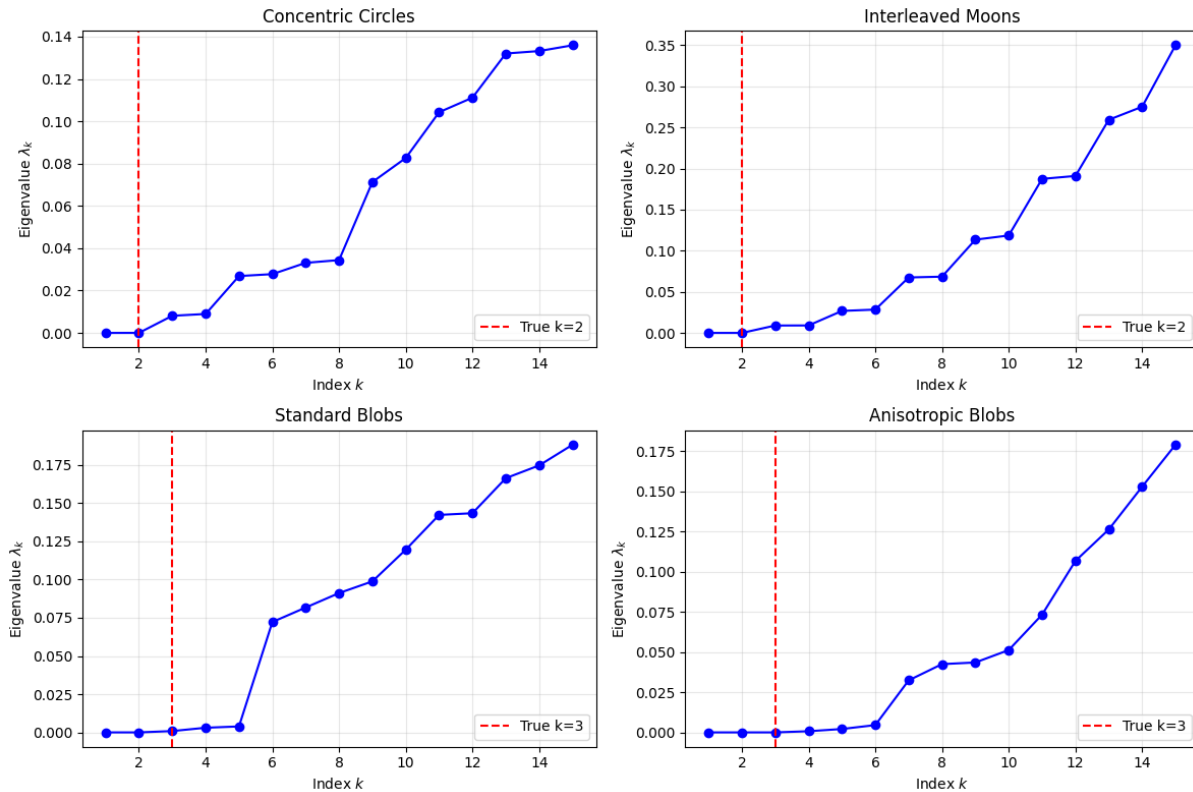 Concentric Circles
Eigenvalue λ_k
0.14
0.12
0.10
0.08
0.06
0.04
0.02
0.00
2 4 6 8 10 12 14
Index k
True k=2
Interleaved Moons
Eigenvalue λ_k
0.35
0.30
0.25
0.20
0.15
0.10
0.05
0.00
2 4 6 8 10 12 14
Index k
True k=2
Standard Blobs
Eigenvalue λ_k
0.175
0.150
0.125
0.100
0.075
0.050
0.025
0.000
2 4 6 8 10 12 14
Index k
True k=3
Anisotropic Blobs
Eigenvalue λ_k
0.175
0.150
0.125
0.100
0.075
0.050
0.025
0.000
2 4 6 8 10 12 14
Index k
True k=3